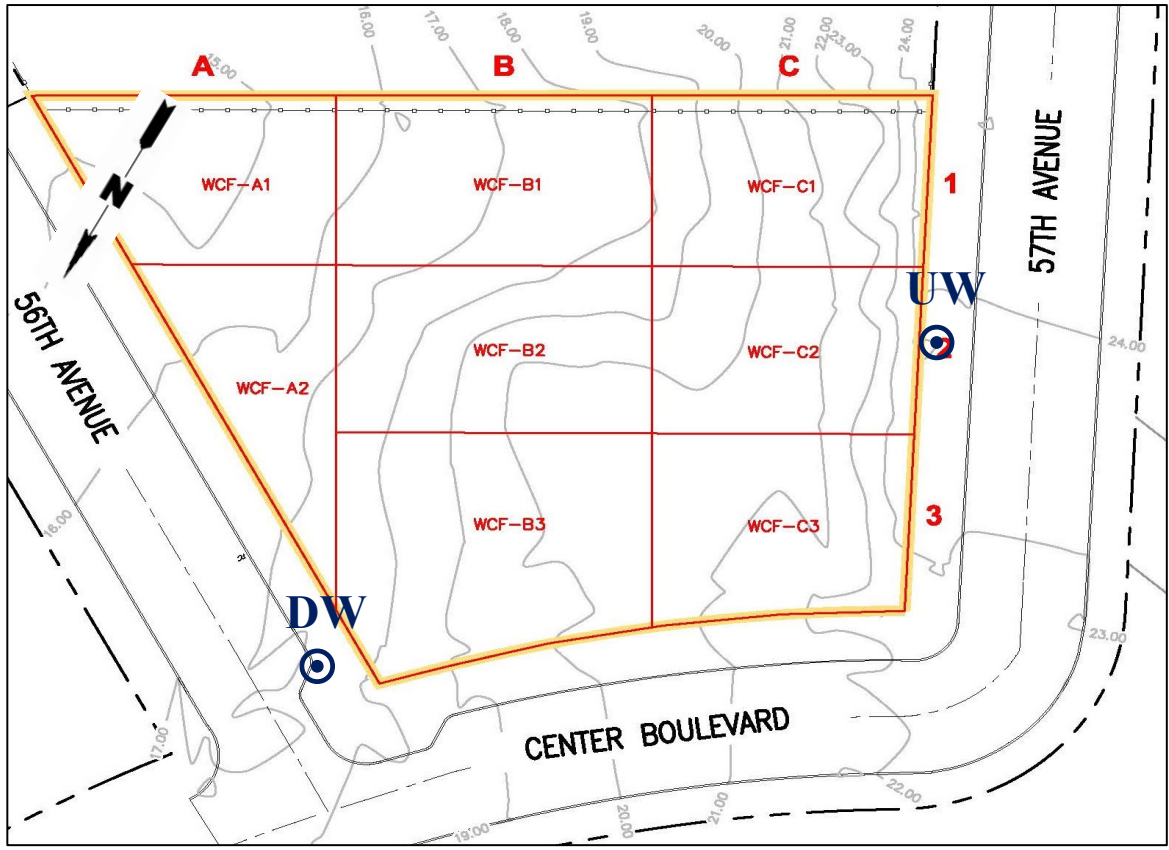 16.00
17.00
18.00
19.00
20.00
21.00
22.00
23.00
24.00
A
B
C
15.00
N
WCF-A1
WCF-B1
WCF-C1
1
57TH AVENUE
UW
2
24.00
WCF-B2
WCF-C2
WCF-A2
56TH AVENUE
16.00
WCF-B3
WCF-C3
3
DW
23.00
17.00
CENTER BOULEVARD
22.00
21.00
20.00
19.00